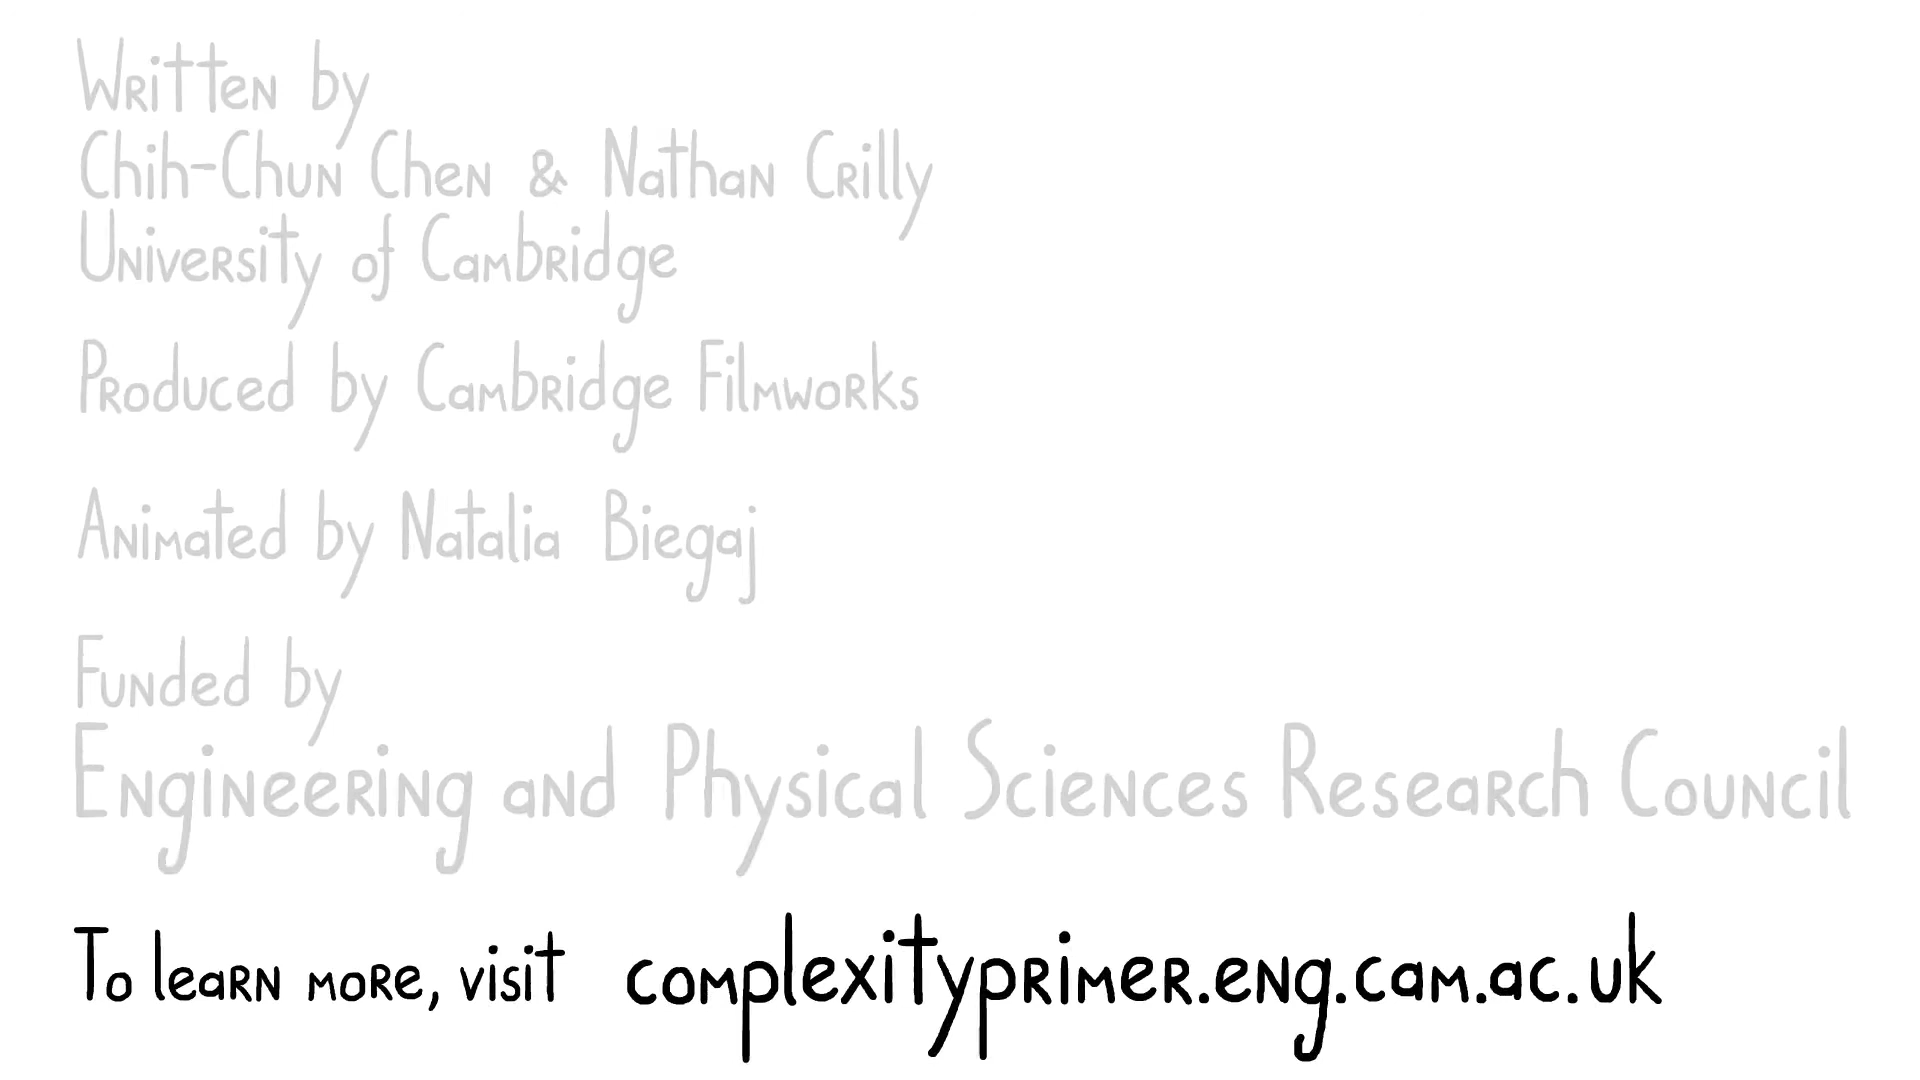 Written by
Chih-Chun Chen & Nathan Crilly
University of Cambridge
Produced by Cambridge Filmworks
Animated by Natalia Biegaj
Funded by
Engineering and Physical Sciences Research Council
To learn more, visit complexityprimer.eng.cam.ac.uk